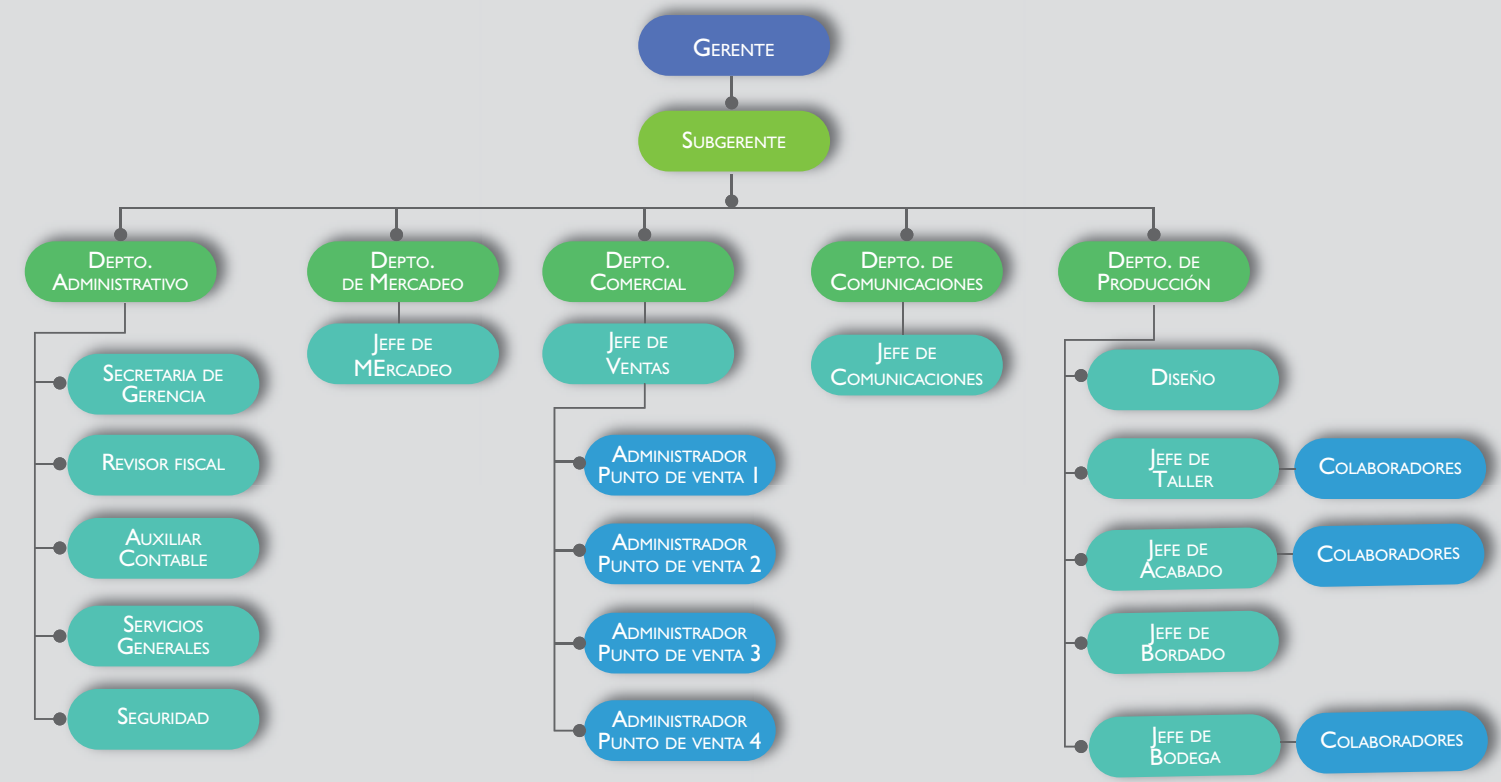 Gerente
Subgerente
Depto.
Administrativo
Secretaria de
Gerencia
Revisor fiscal
Auxiliar
Contable
Servicios
Generales
Seguridad
Depto.
de Mercadeo
Jefe de
MErcadeo
Depto.
Comercial
Jefe de
Ventas
Administrador
Punto de venta 1
Administrador
Punto de venta 2
Administrador
Punto de venta 3
Administrador
Punto de venta 4
Depto. de
Comunicaciones
Jefe de
Comunicaciones
Depto. de
Producción
Diseño
Jefe de
Taller
Colaboradores
Jefe de
Acabado
Colaboradores
Jefe de
Bordado
Jefe de
Bodega
Colaboradores